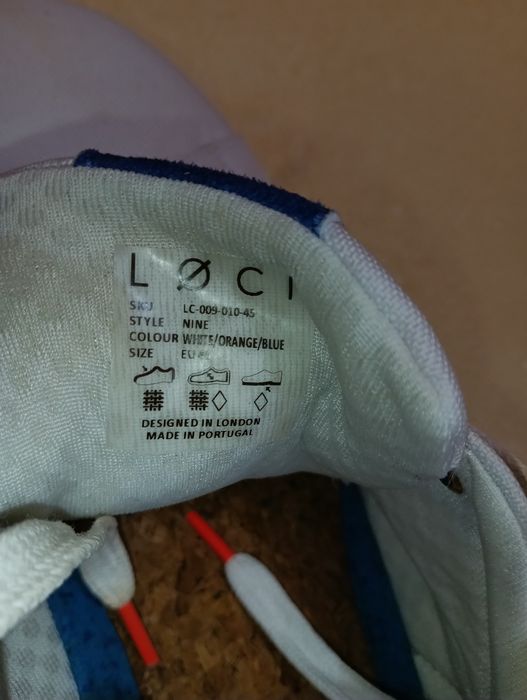 LØCI
SKU LC-009-010-45
STYLE NINE
COLOUR WHITE/ORANGE/BLUE
SIZE EU
DESIGNED IN LONDON
MADE IN PORTUGAL